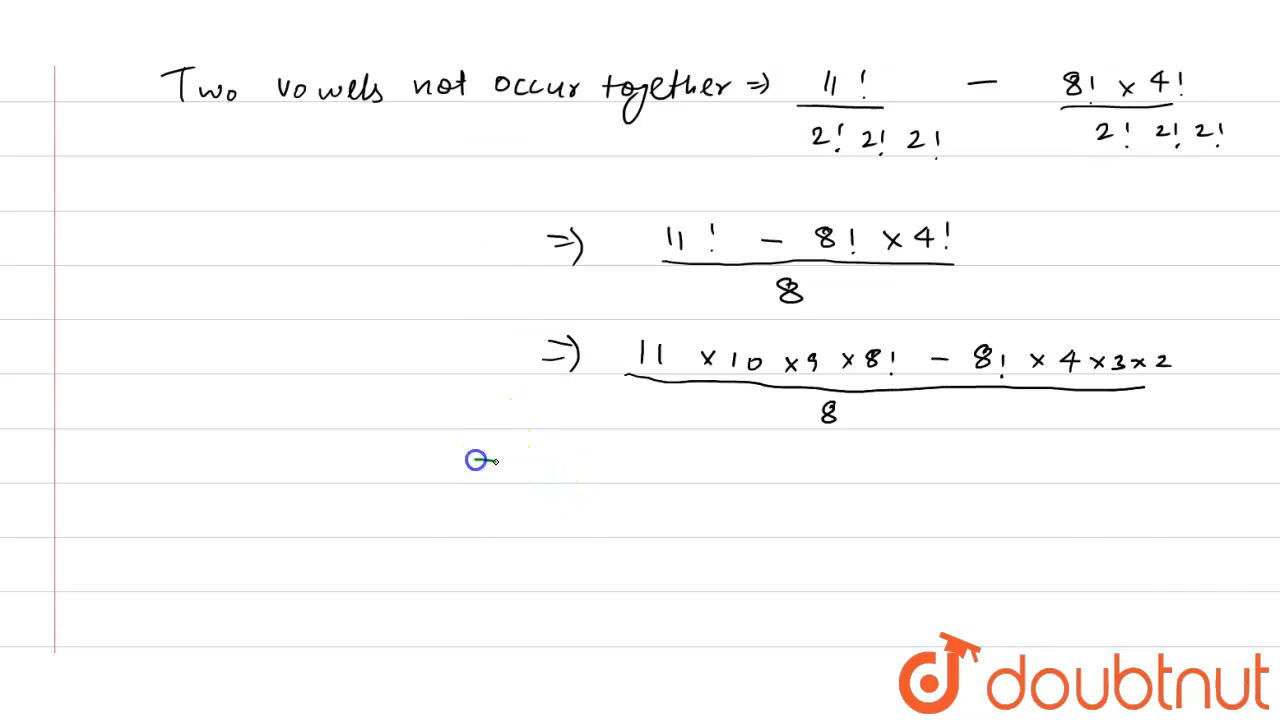 Two vowels not occur together ⇒ 11! / 2! 2! 2! − 8! × 4! / 2! 2! 2!
⇒ 11! − 8! × 4! / 8
⇒ 11 × 10 × 9 × 8! − 8! × 4 × 3 × 2 / 8
doubtnut